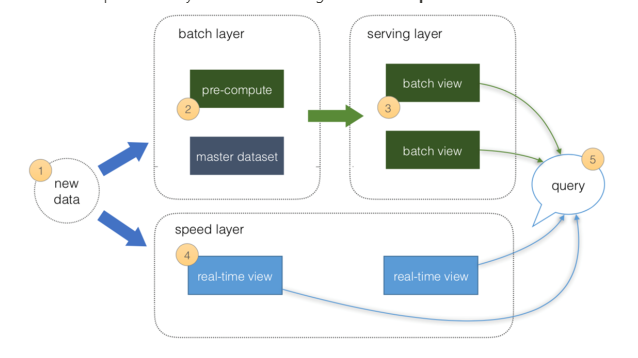 batch layer
serving layer
pre-compute
batch view
2
3
1
master dataset
batch view
5
new
data
query
speed layer
4
real-time view
real-time view